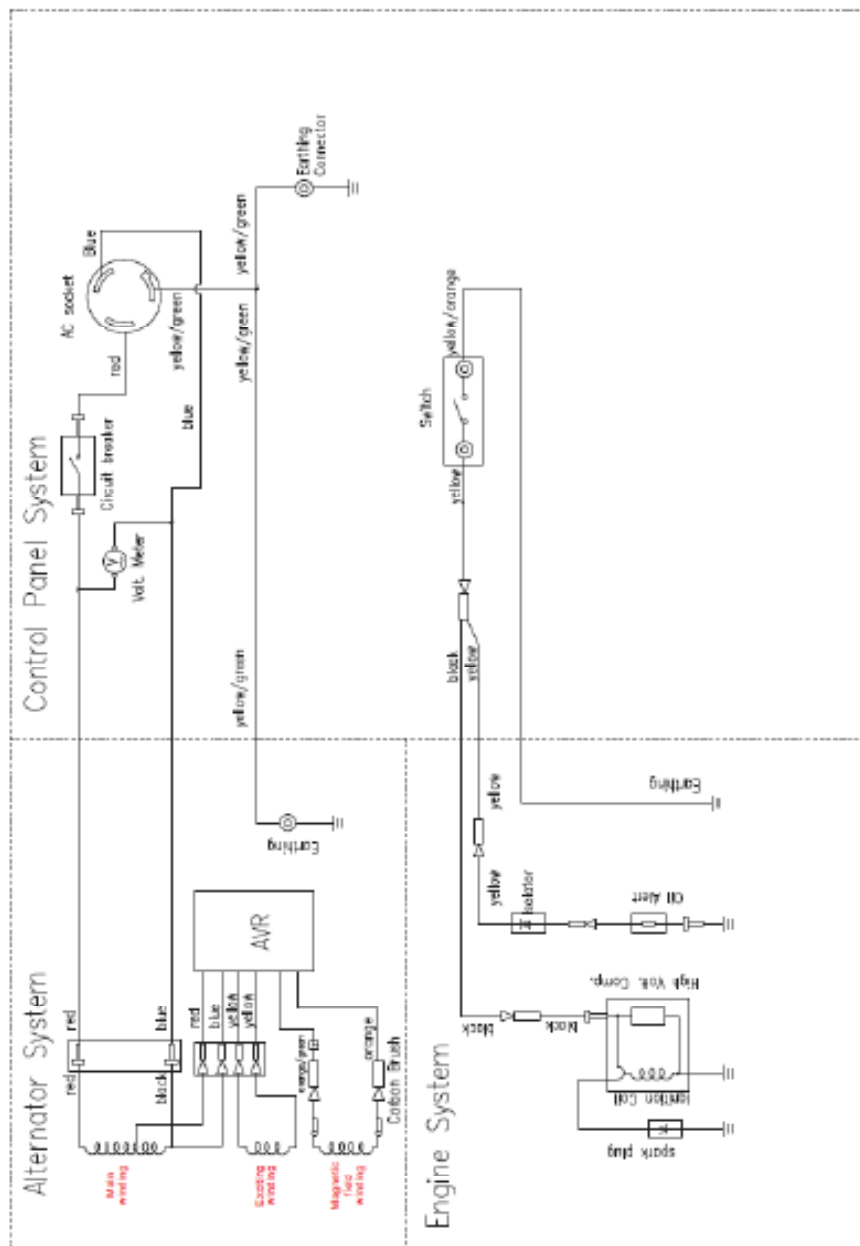 Control Panel System
AC socket
Blue
red
yellow/green
Circuit breaker
blue
Volt. Meter
yellow/green
yellow/green
Earthing
Connector
yellow/green
Switch
yellow/orange
yellow
black
yellow
Alternator System
red
red
blue
black
AVR
red
blue
yellow
yellow
orange/green
orange
Carbon Brush
Earthing
Main
winding
Exciting
winding
Magnetic
field
winding
Engine System
yellow
yellow
Isolator
Oil Alert
Earthing
black
black
High Volt. Comp.
Ignition Coil
spark plug
V